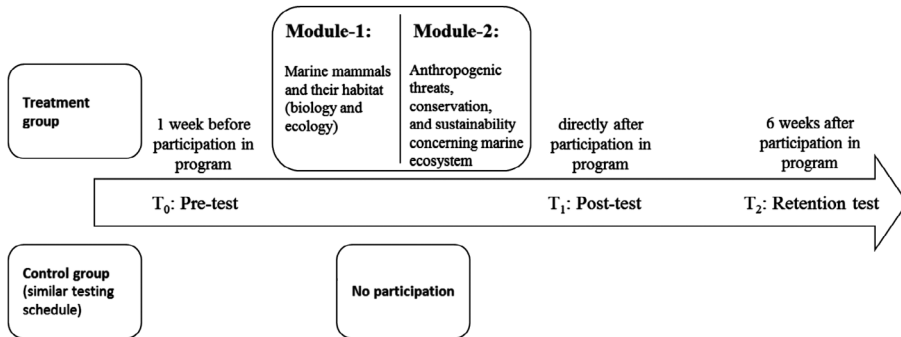 Treatment
group
1 week before
participation in
program
Module-1:
Marine mammals
and their habitat
(biology and
ecology)
Module-2:
Anthropogenic
threats,
conservation,
and sustainability
concerning marine
ecosystem
directly after
participation in
program
6 weeks after
participation in
program
T₀: Pre-test
T₁: Post-test
T₂: Retention test
Control group
(similar testing
schedule)
No participation